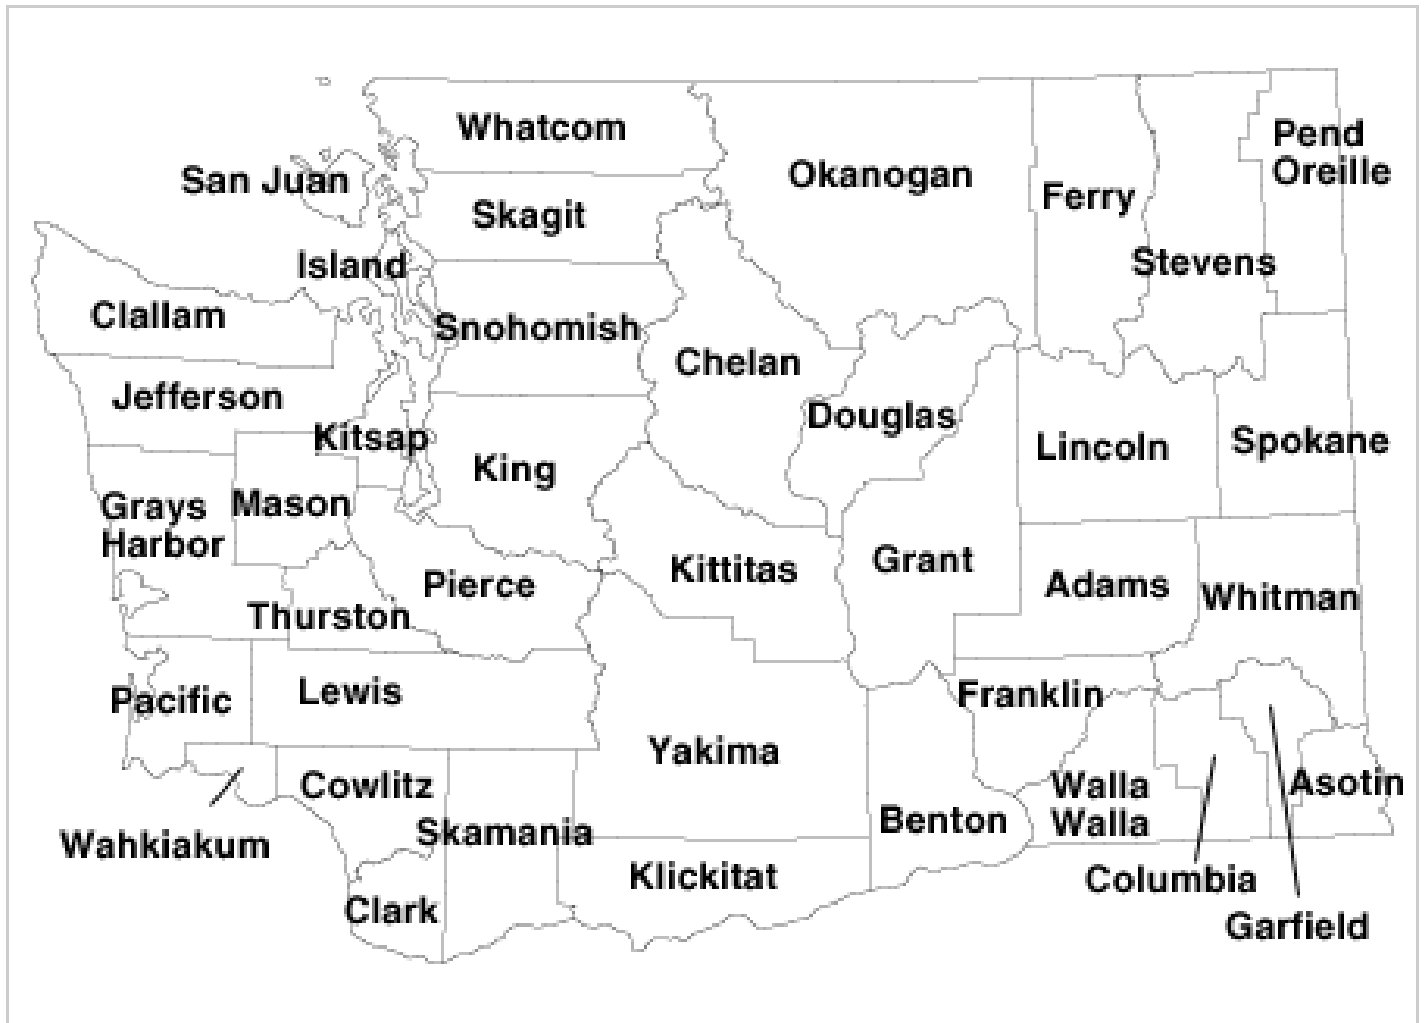 Whatcom
Pend
Oreille
San Juan
Okanogan
Ferry
Skagit
Island
Stevens
Clallam
Snohomish
Chelan
Jefferson
Douglas
Kitsap
King
Lincoln
Spokane
Grays
Harbor
Mason
Kittitas
Grant
Pierce
Adams
Whitman
Thurston
Pacific
Lewis
Franklin
Yakima
Cowlitz
Walla
Walla
Asotin
Skamania
Benton
Wahkiakum
Klickitat
Columbia
Clark
Garfield